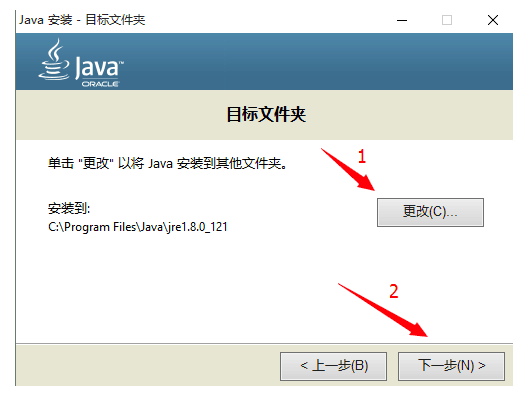 Java 安装 - 目标文件夹
Java™
ORACLE
目标文件夹
单击 "更改" 以将 Java 安装到其他文件夹。
1
安装到:
更改(C)...
C:\Program Files\Java\jre1.8.0_121
2
< 上一步(B)
下一步(N) >